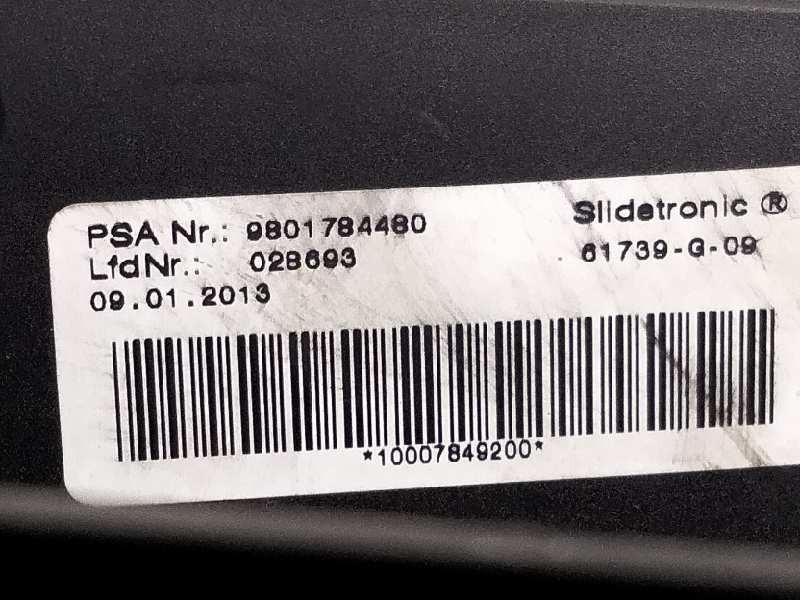 PSA Nr.: 9801784480
Slidetronic ®
LfdNr.: 028693
61739-G-09
09.01.2013
*10007849200*